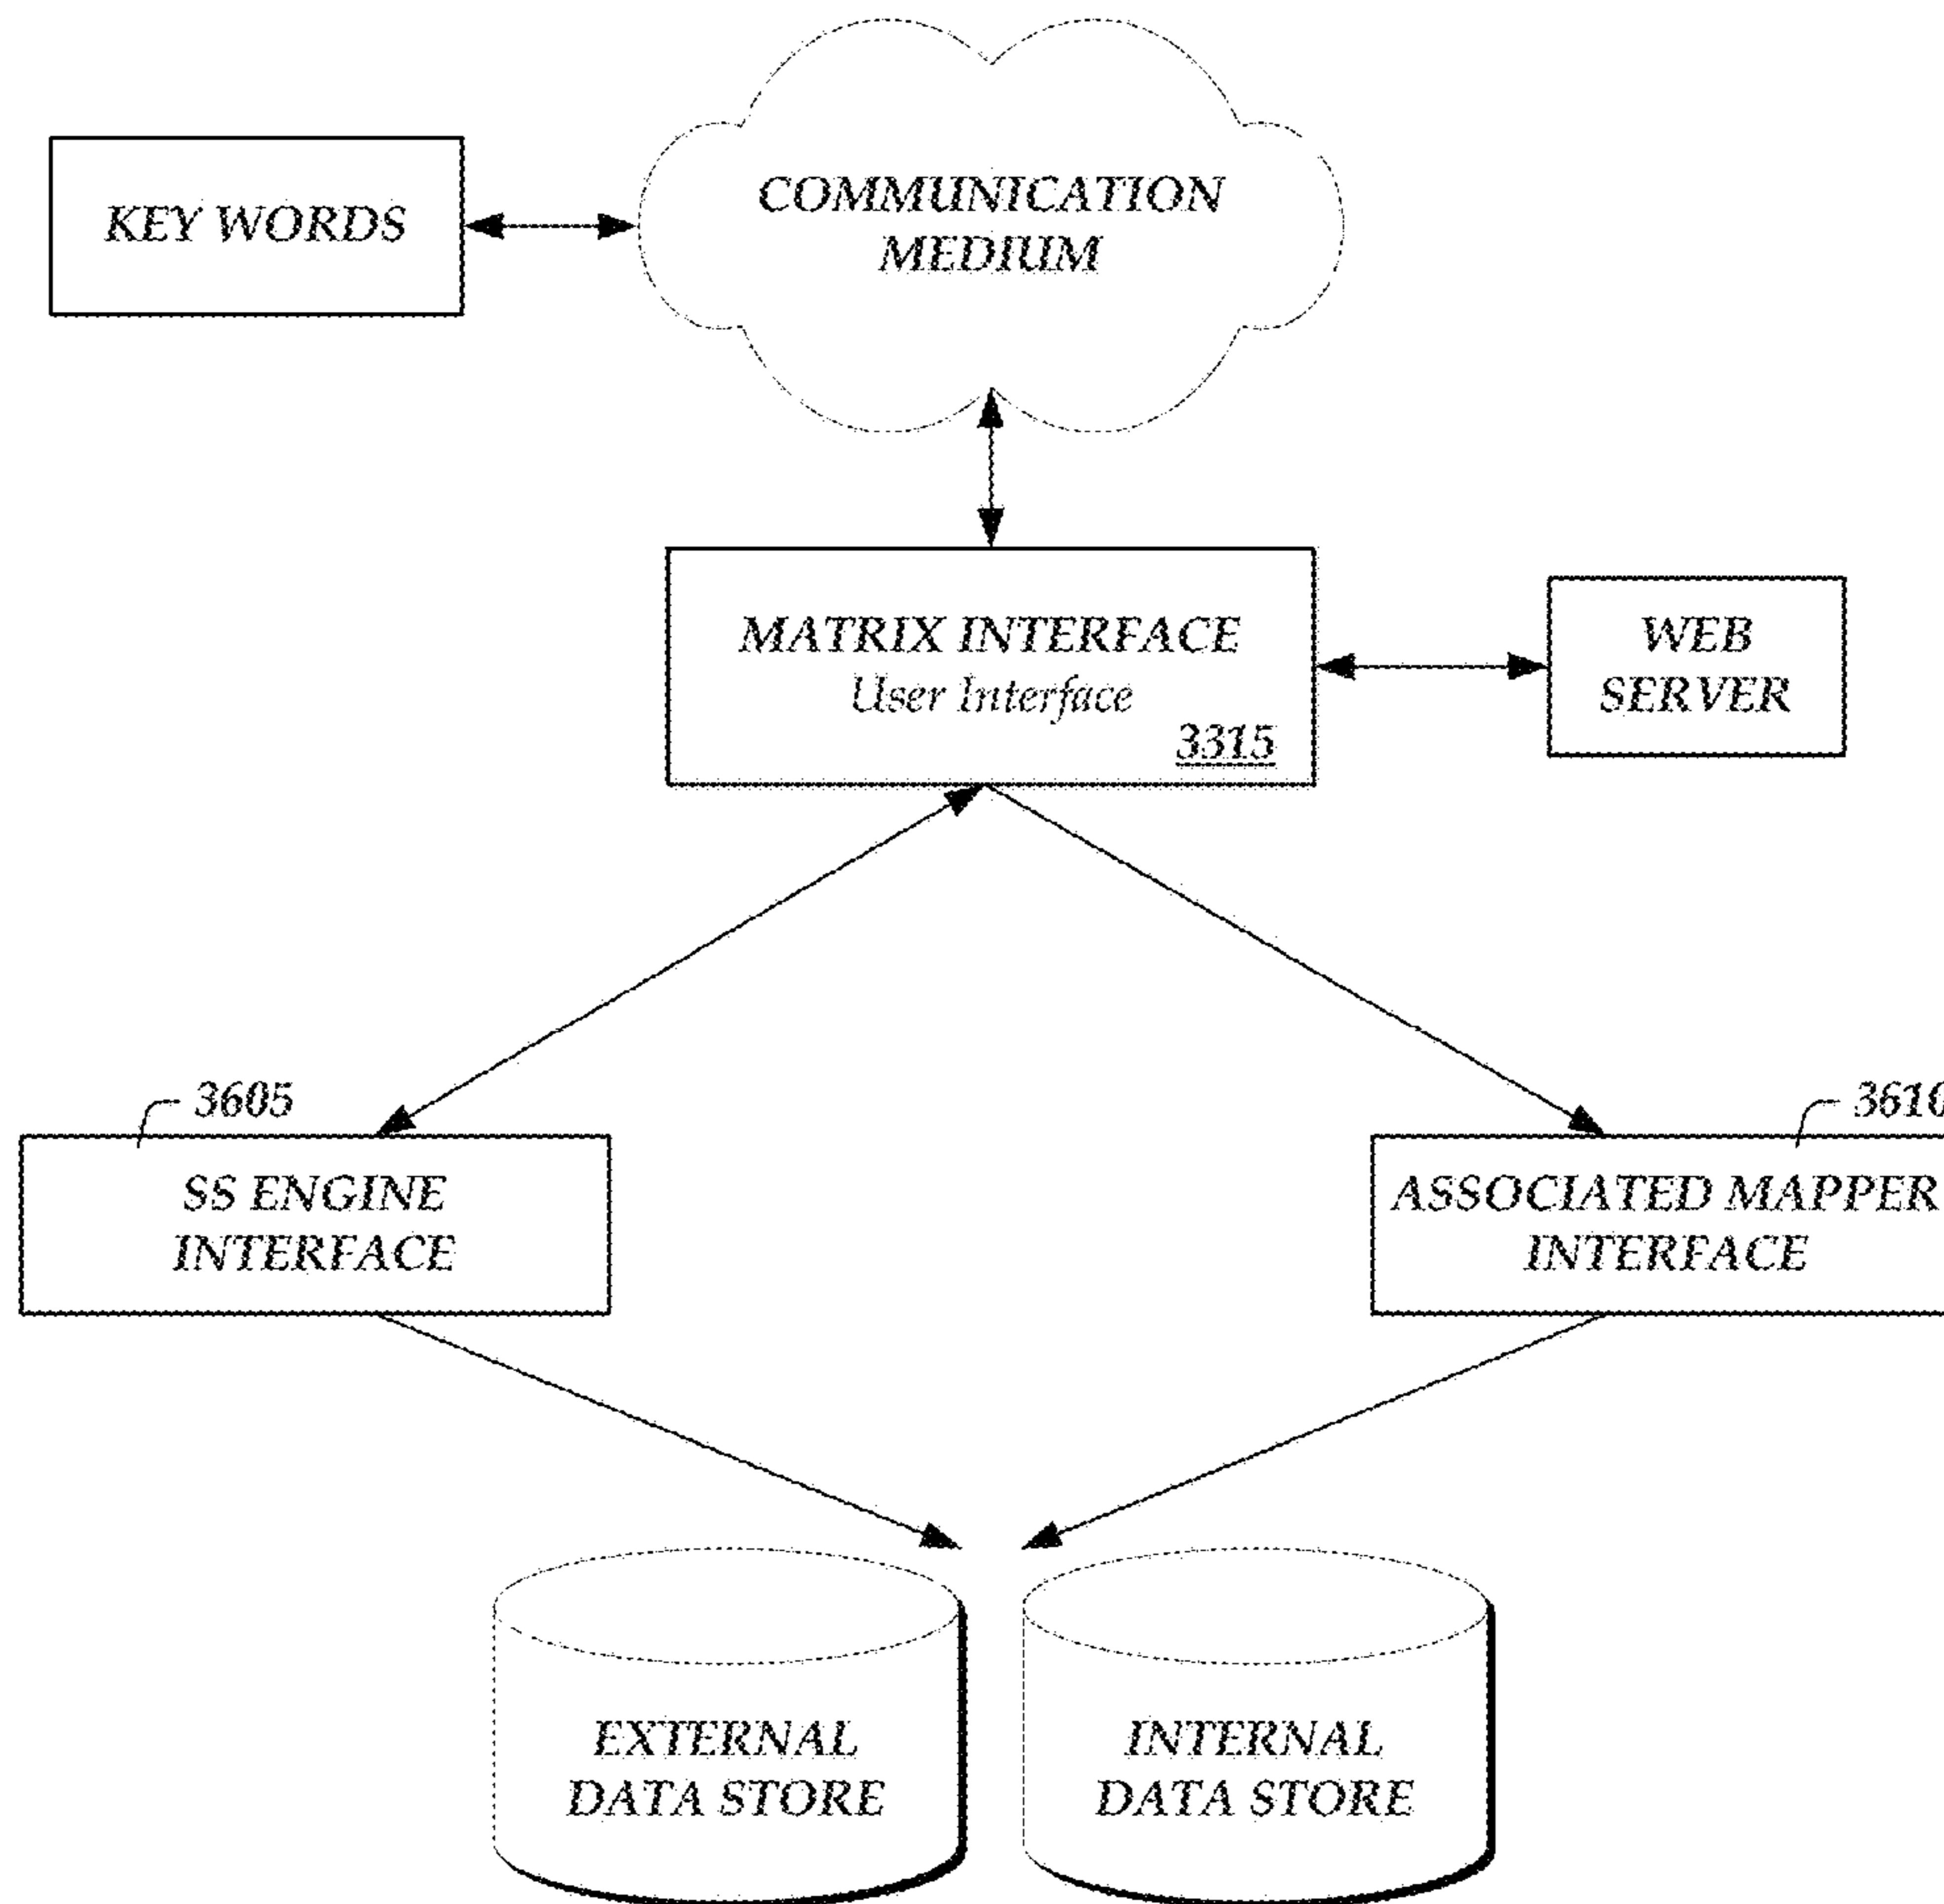 COMMUNICATION
MEDIUM
KEY WORDS
MATRIX INTERFACE
User Interface
3315
WEB
SERVER
3605
SS ENGINE
INTERFACE
3610
ASSOCIATED MAPPER
INTERFACE
EXTERNAL
DATA STORE
INTERNAL
DATA STORE